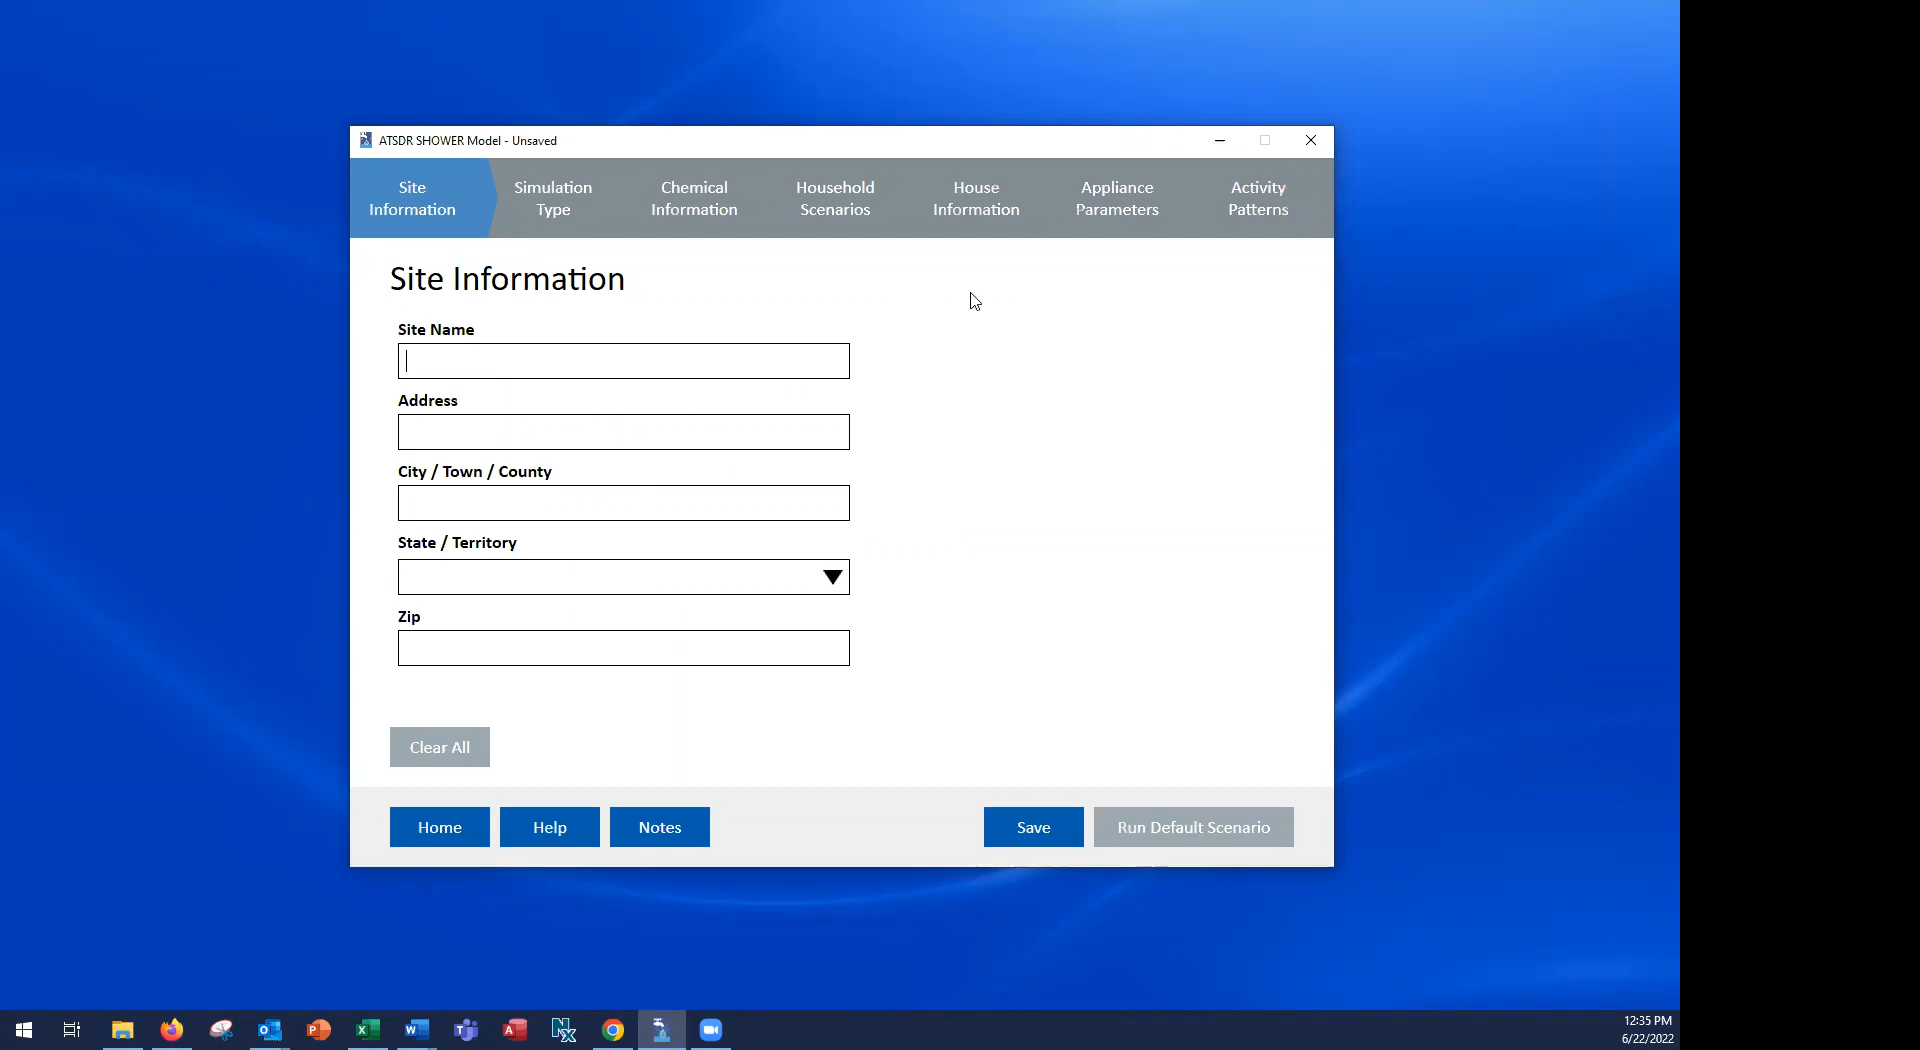 ATSDR SHOWER Model - Unsaved
Site Information
Simulation Type
Chemical Information
Household Scenarios
House Information
Appliance Parameters
Activity Patterns
Site Information
Site Name
Address
City / Town / County
State / Territory
Zip
Clear All
Home
Help
Notes
Save
Run Default Scenario
12:35 PM
6/22/2022